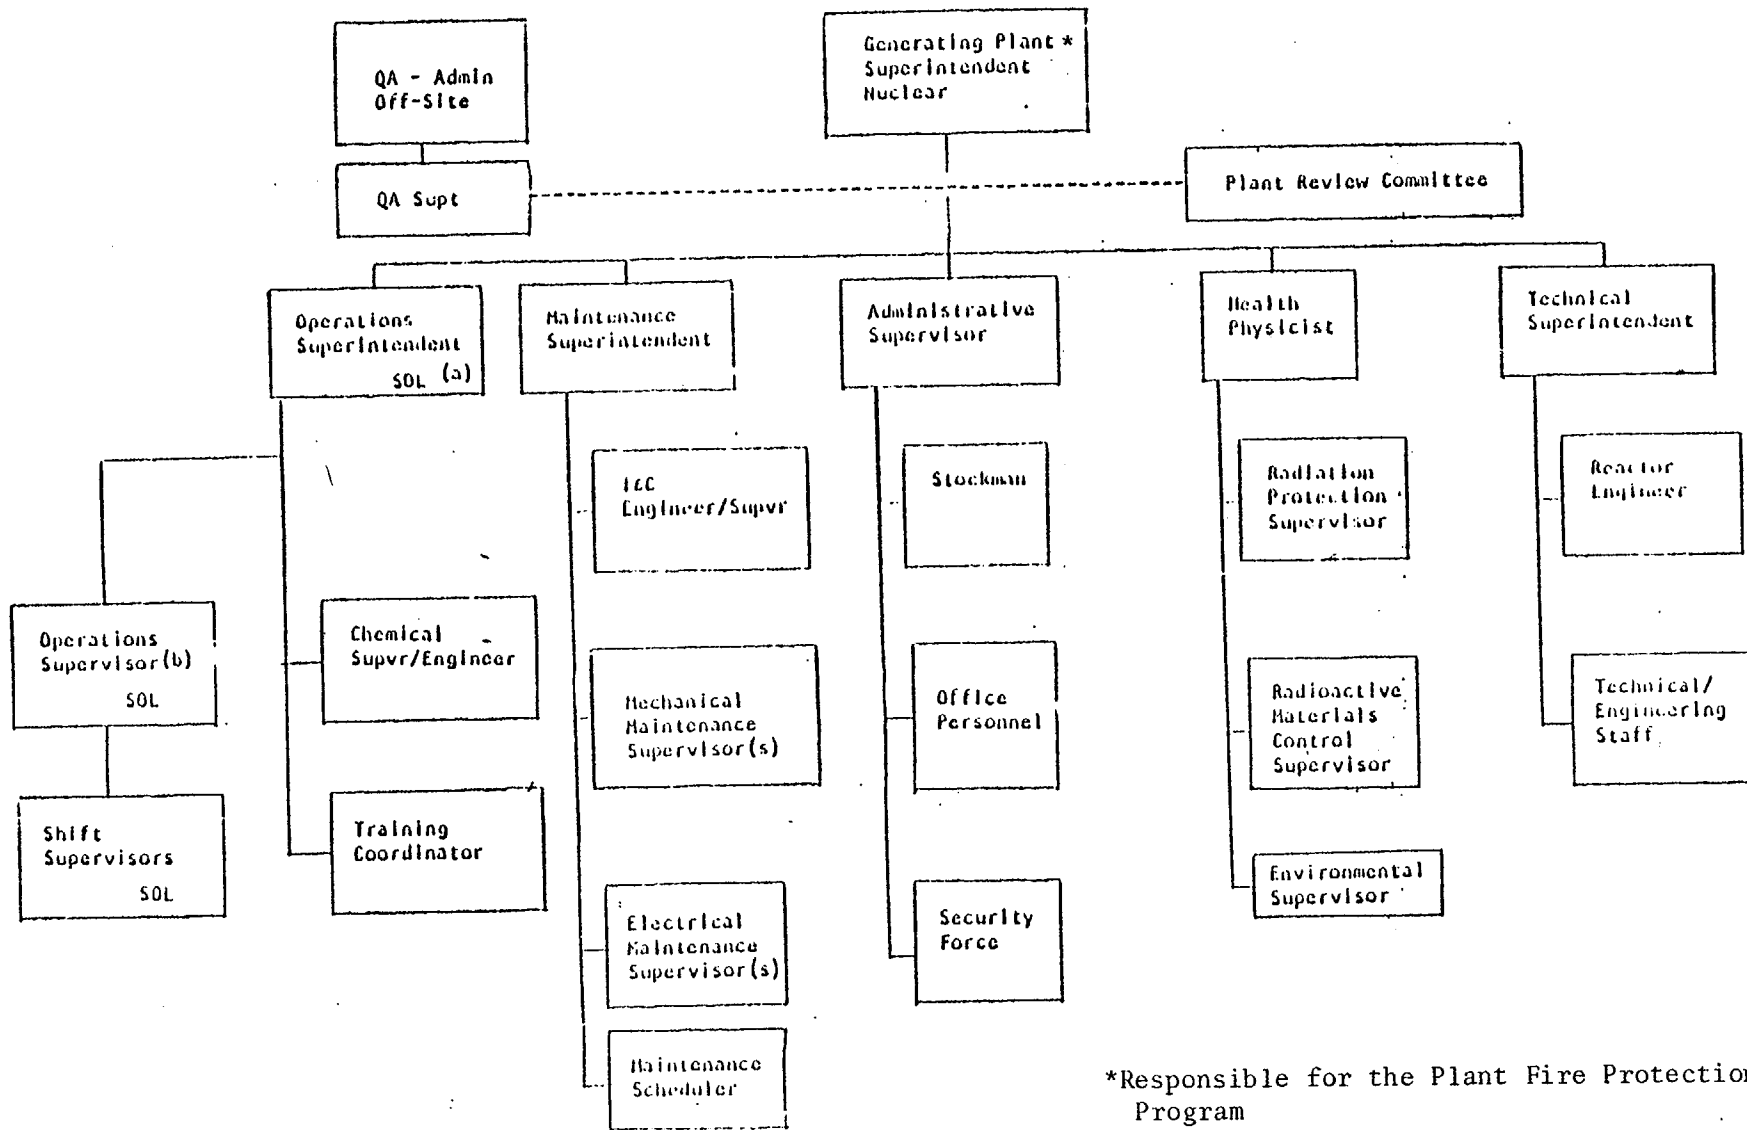 QA - Admin
Off-Site
Generating Plant *
Superintendent
Nuclear
QA Supt
Plant Review Committee
Operations
Superintendent
SOL (a)
Maintenance
Superintendent
Administrative
Supervisor
Health
Physicist
Technical
Superintendent
I&C
Engineer/Supvr
Stockman
Radiation
Protection
Supervisor
Reactor
Engineer
Operations
Supervisor(b)
SOL
Chemical
Supvr/Engineer
Mechanical
Maintenance
Supervisor(s)
Office
Personnel
Radioactive
Materials
Control
Supervisor
Technical/
Engineering
Staff
Shift
Supervisors
SOL
Training
Coordinator
Electrical
Maintenance
Supervisor(s)
Security
Force
Environmental
Supervisor
Maintenance
Scheduler
*Responsible for the Plant Fire Protection
Program